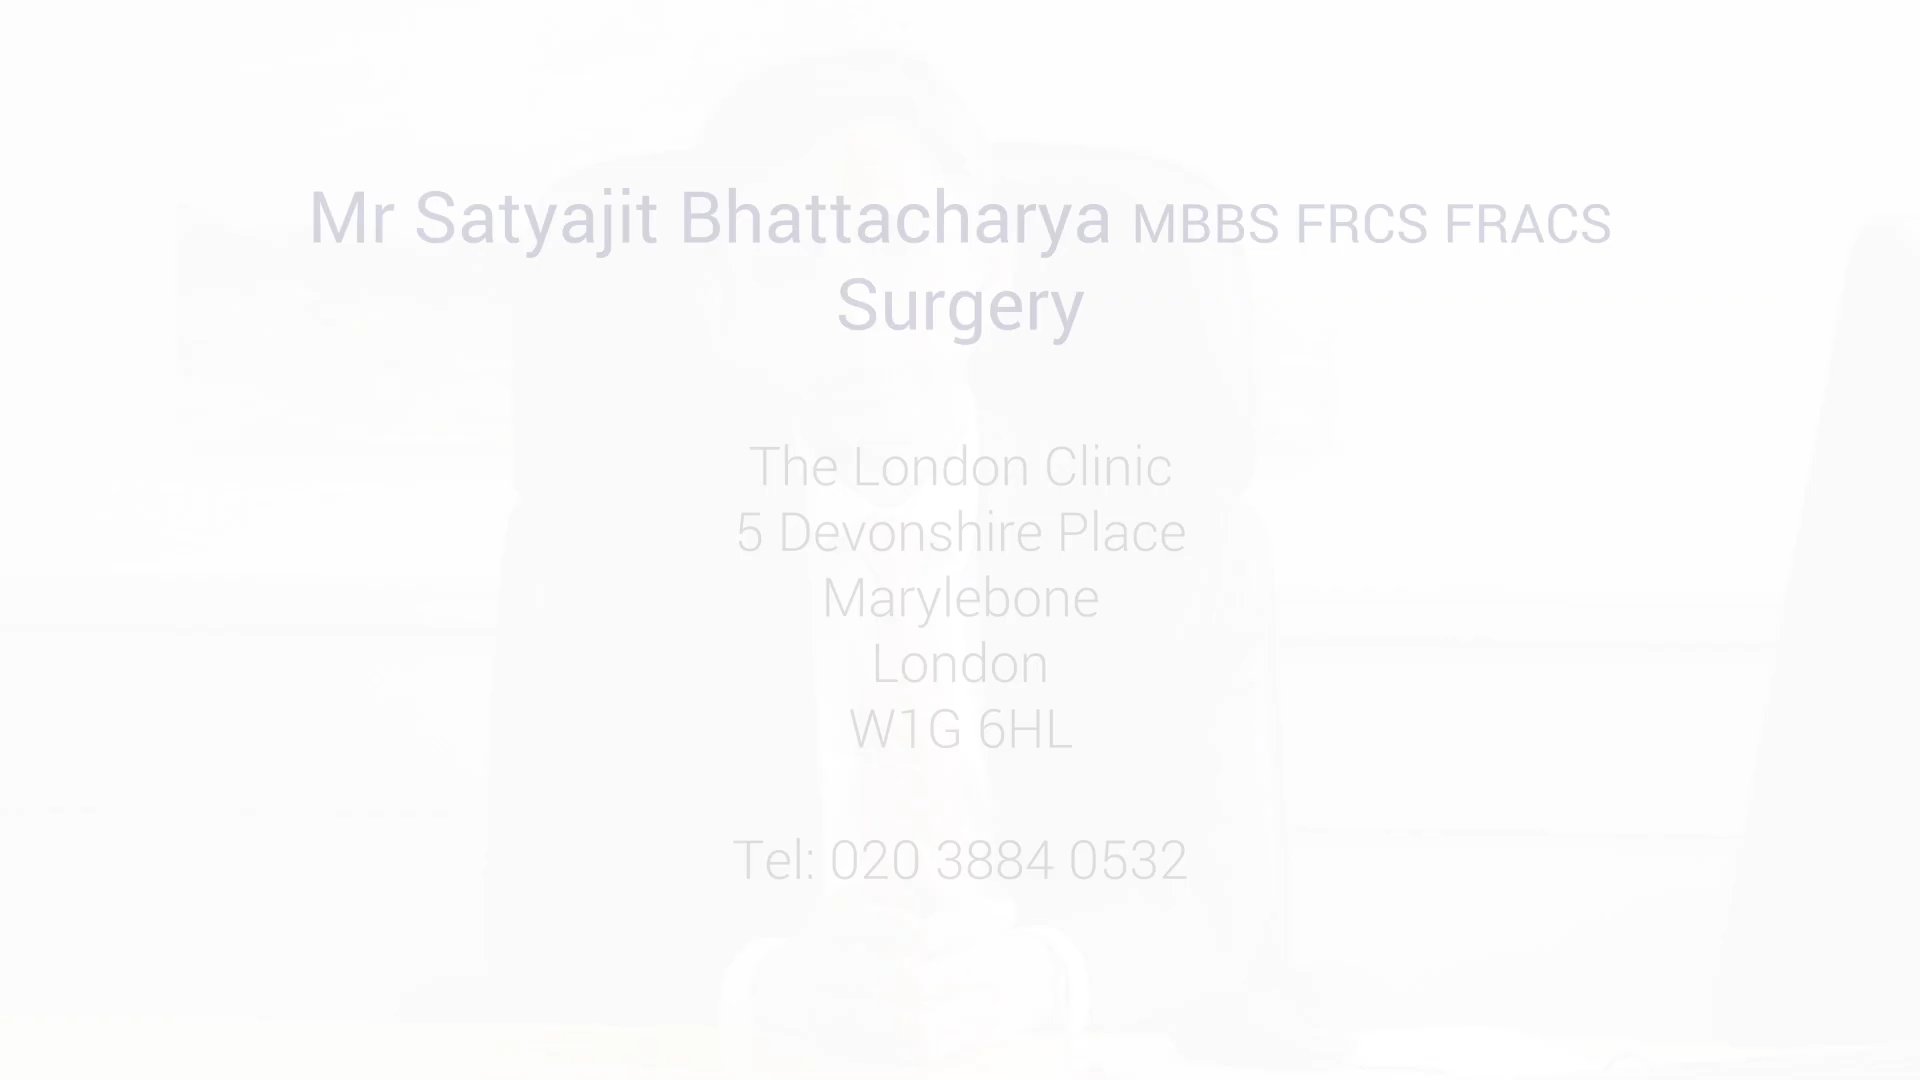 Mr Satyajit Bhattacharya MBBS FRCS FRACS
Surgery
The London Clinic
5 Devonshire Place
Marylebone
London
W1G 6HL
Tel: 020 3884 0532